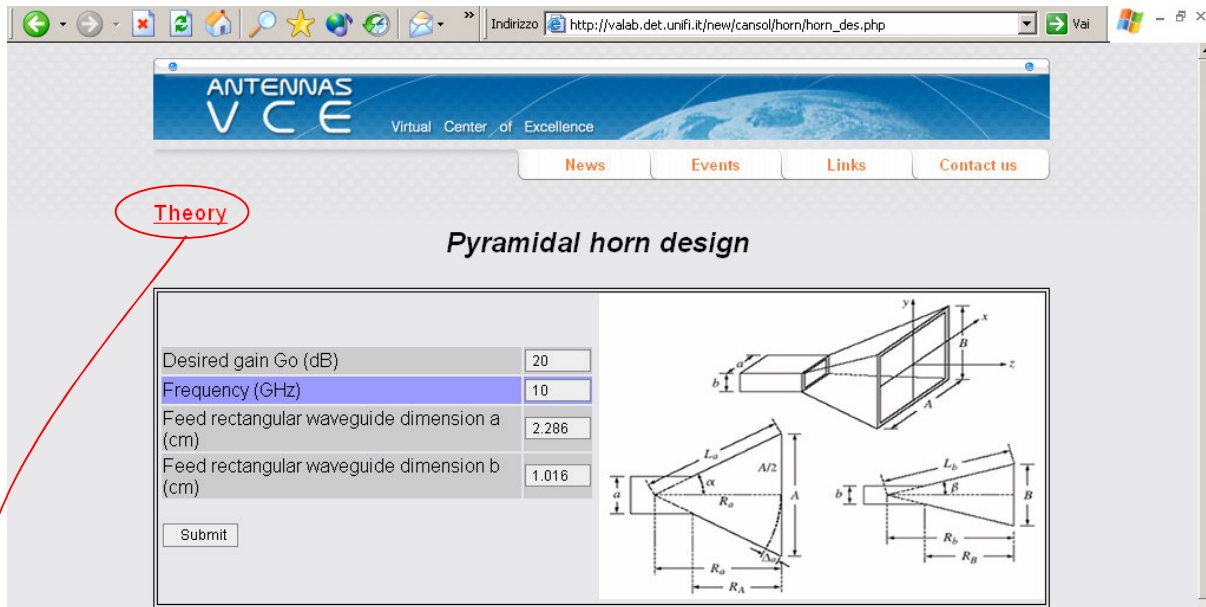 » Indirizzo http://valab.det.unifi.it/new/cansol/horn/horn_des.php Vai
ANTENNAS
VCE Virtual Center of Excellence
News Events Links Contact us
Theory
Pyramidal horn design
Desired gain Go (dB) 20
Frequency (GHz) 10
Feed rectangular waveguide dimension a
(cm) 2.286
Feed rectangular waveguide dimension b
(cm) 1.016
Submit
y
x
B
z
a
b
A
La
A/2
α
a
Ra
A
Δa
Ra
RA
Lb
β
b
B
Rb
RB